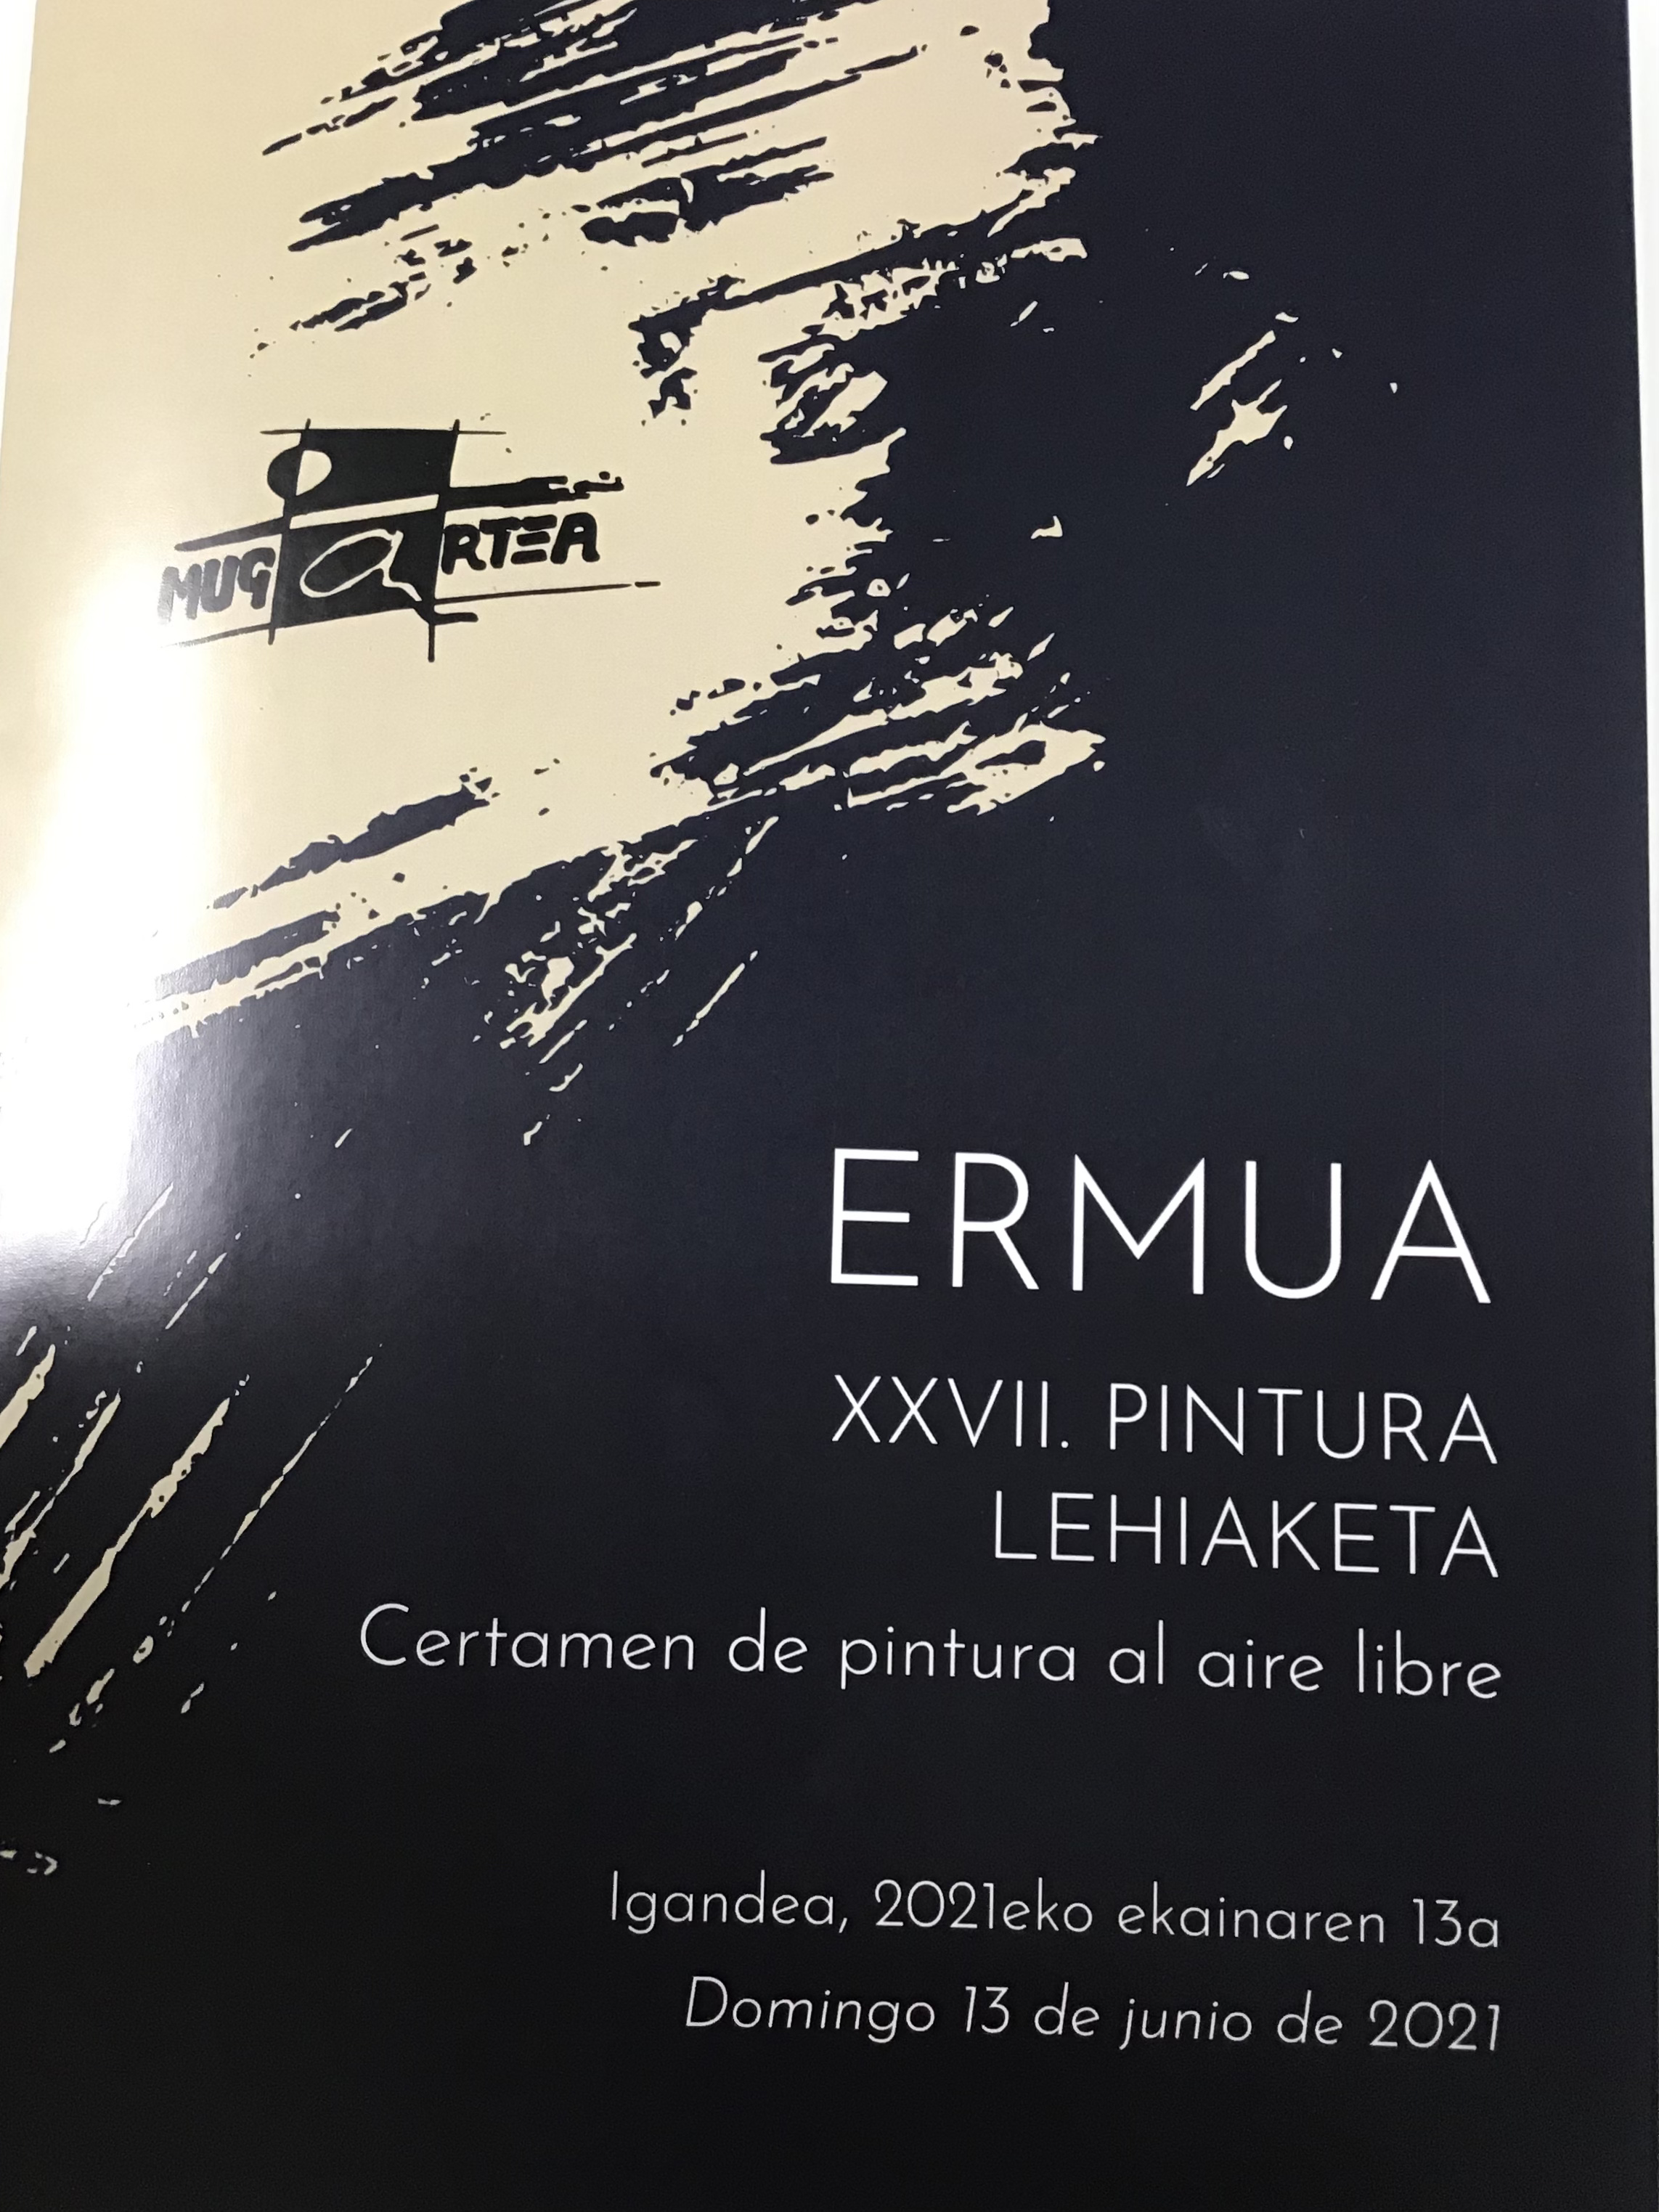 MUGARTEA
ERMUA
XXVII. PINTURA
LEHIAKETA
Certamen de pintura al aire libre
Igandea, 2021eko ekainaren 13a
Domingo 13 de junio de 2021